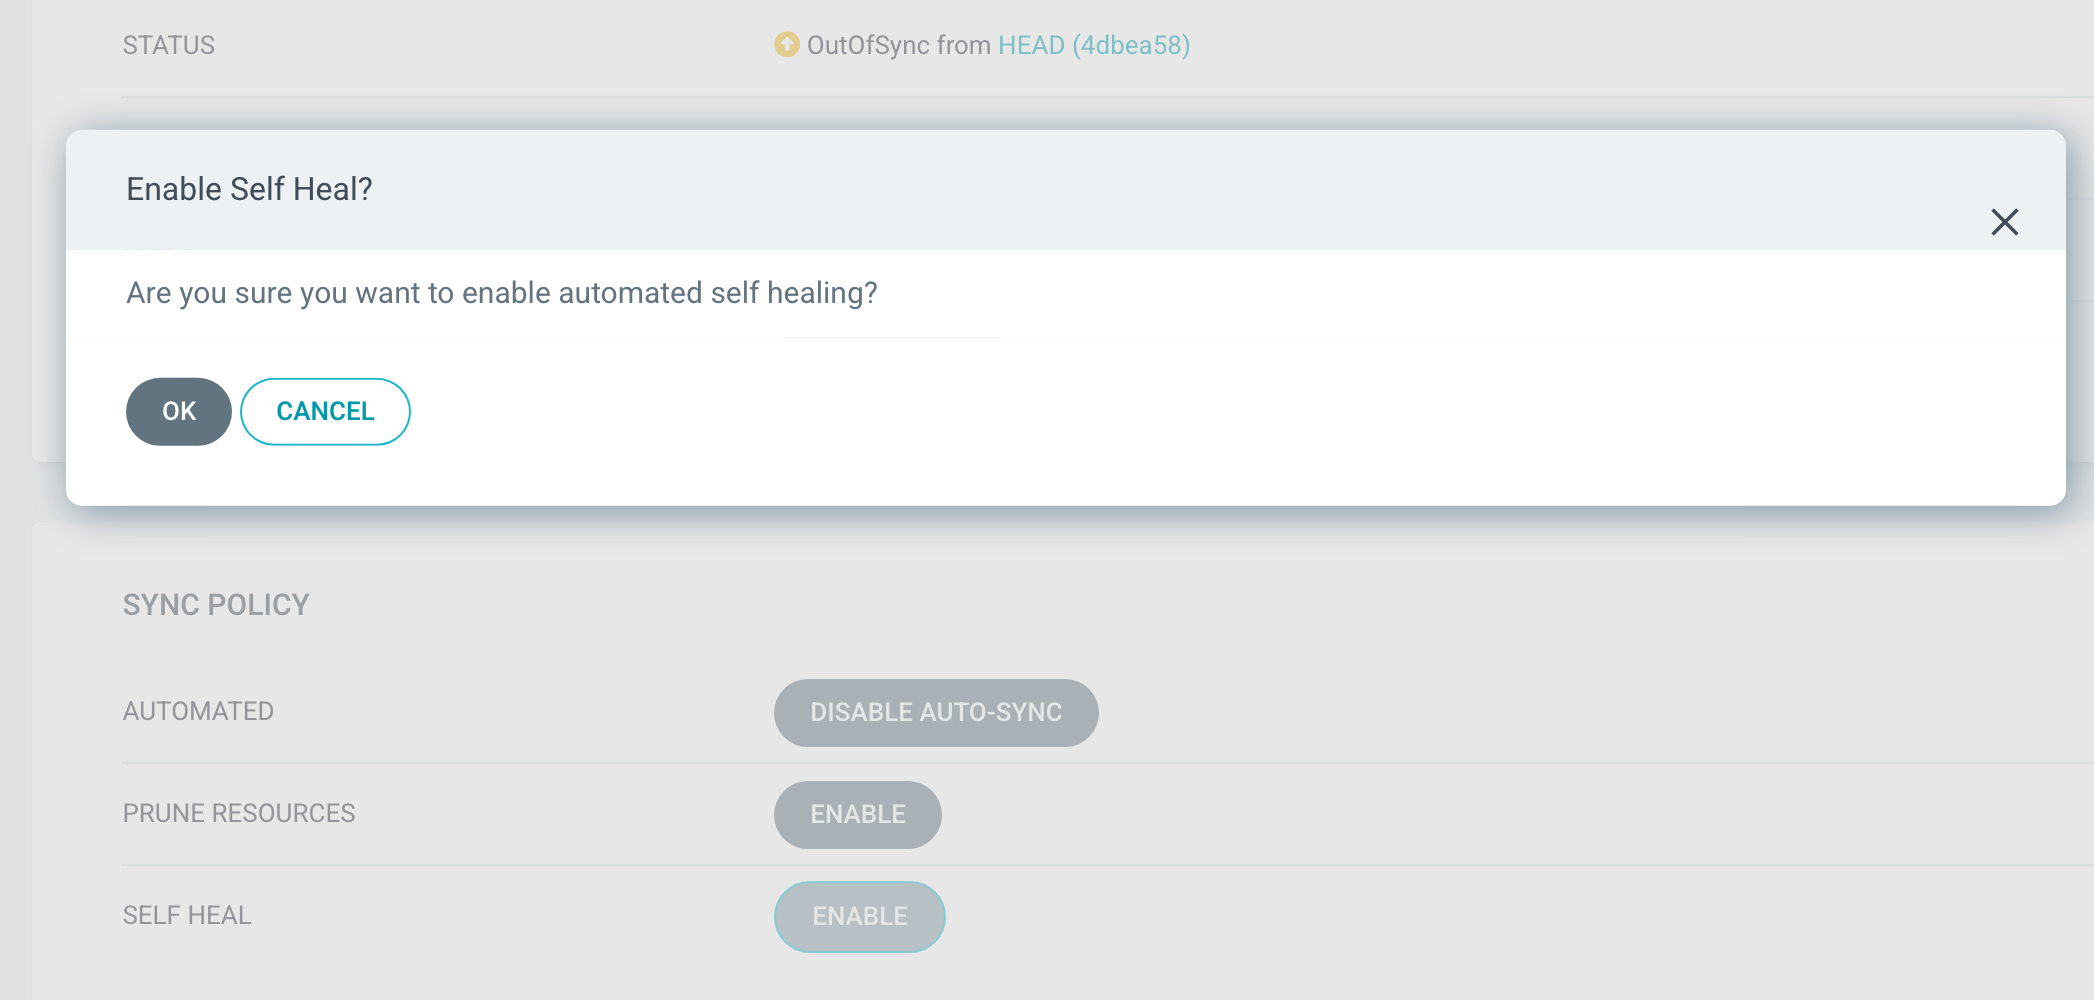 STATUS
OutOfSync from HEAD (4dbea58)
Enable Self Heal?
Are you sure you want to enable automated self healing?
OK
CANCEL
SYNC POLICY
AUTOMATED
DISABLE AUTO-SYNC
PRUNE RESOURCES
ENABLE
SELF HEAL
ENABLE